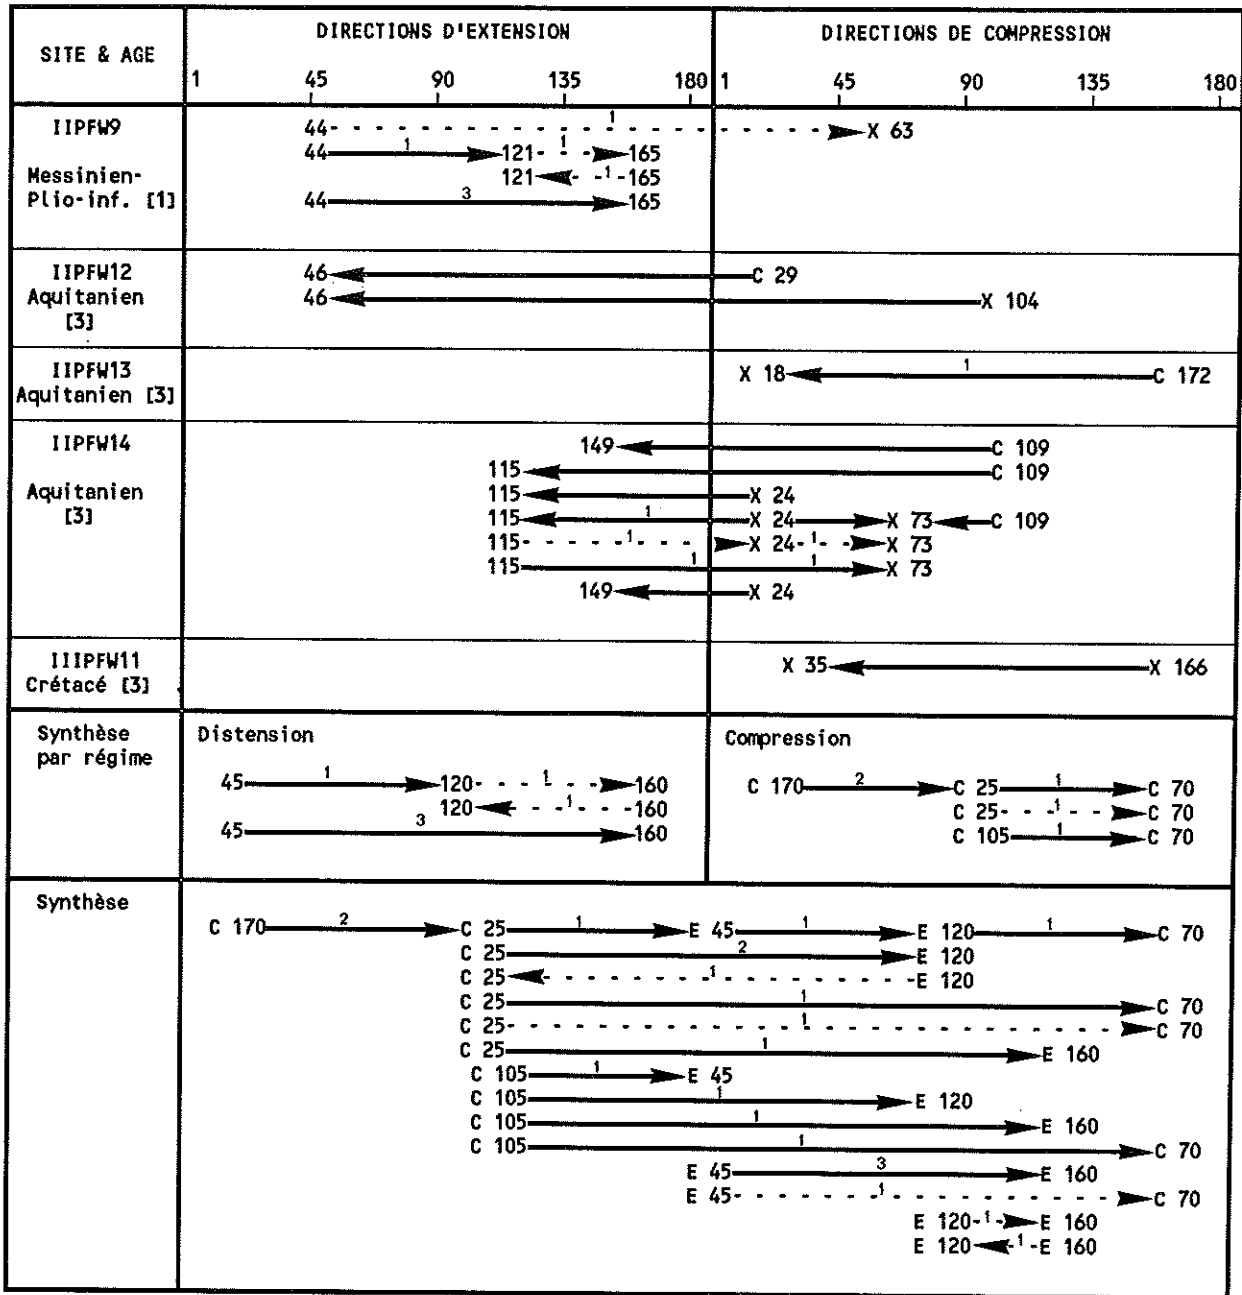 SITE & AGE
DIRECTIONS D'EXTENSION
DIRECTIONS DE COMPRESSION
1 45 90 135 180 1 45 90 135 180
IIPFW9
Messinien-
Plio-inf. [1]
44 1 X 63
44 1 121 1 165
121 1 165
44 3 165
IIPFW12
Aquitanien
[3]
46 C 29
46 X 104
IIPFW13
Aquitanien [3]
X 18 1 C 172
IIPFW14
Aquitanien
[3]
149 C 109
115 C 109
115 X 24
115 1 X 24 X 73 C 109
115 1 X 24 1 X 73
115 1 1 X 73
149 X 24
IIIPFW11
Crétacé [3]
X 35 X 166
Synthèse
par régime
Distension
45 1 120 1 160
120 1 160
45 3 160
Compression
C 170 2 C 25 1 C 70
C 25 1 C 70
C 105 1 C 70
Synthèse
C 170 2 C 25 1 E 45 1 E 120 1 C 70
C 25 2 E 120
C 25 1 E 120
C 25 1 C 70
C 25 1 C 70
C 25 1 E 160
C 105 1 E 45
C 105 1 E 120
C 105 1 E 160
C 105 1 C 70
E 45 3 E 160
E 45 1 C 70
E 120 1 E 160
E 120 1 E 160